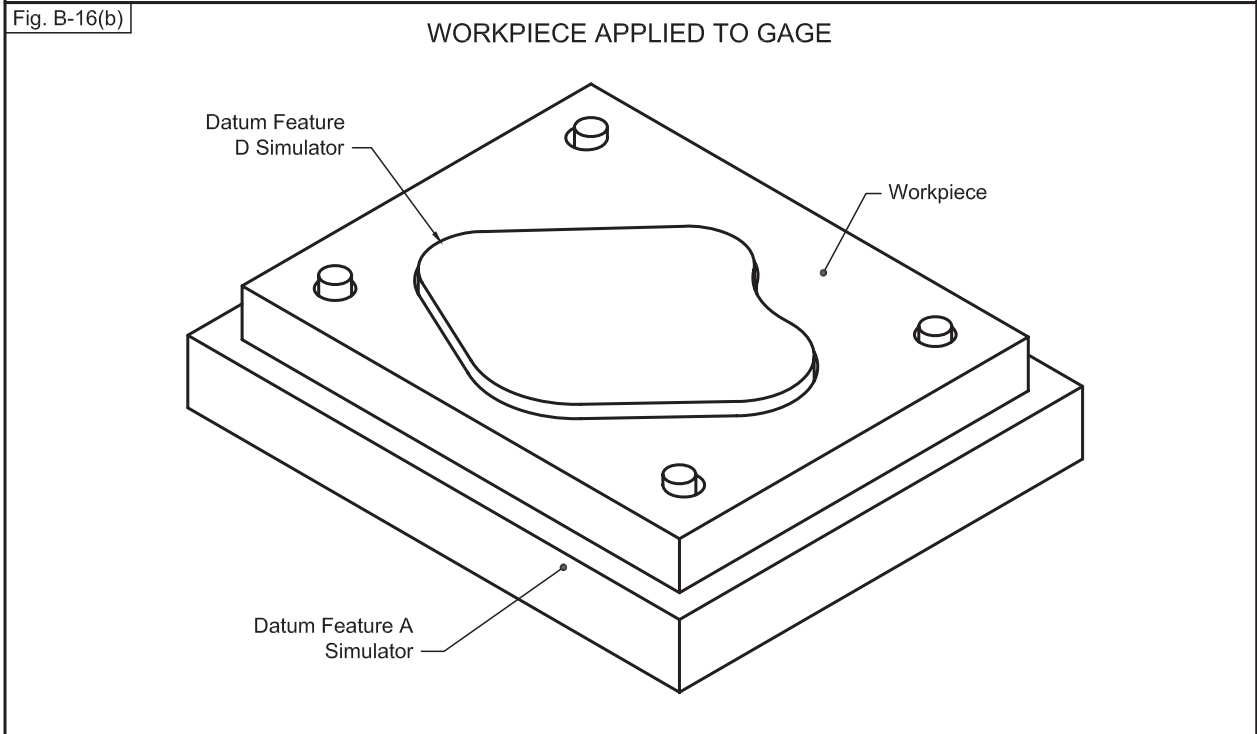 Fig. B-16(b)
WORKPIECE APPLIED TO GAGE
Datum Feature
D Simulator
Workpiece
Datum Feature A
Simulator